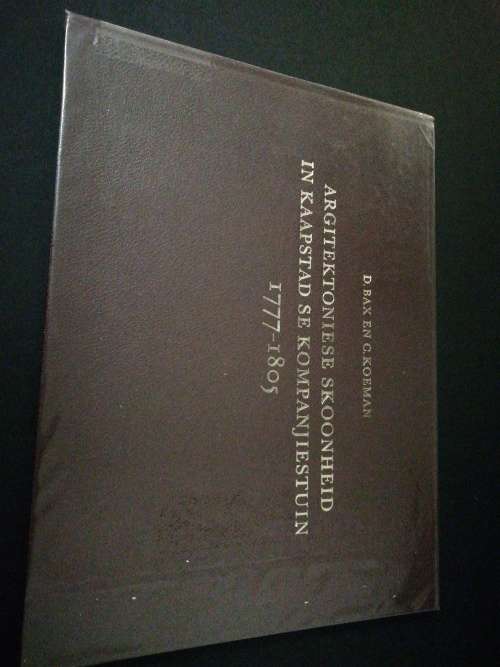 D. BAX EN C. KOEMAN
ARGITEKTONIESE SKOONHEID
IN KAAPSTAD SE KOMPANJIESTUIN
1777-1805